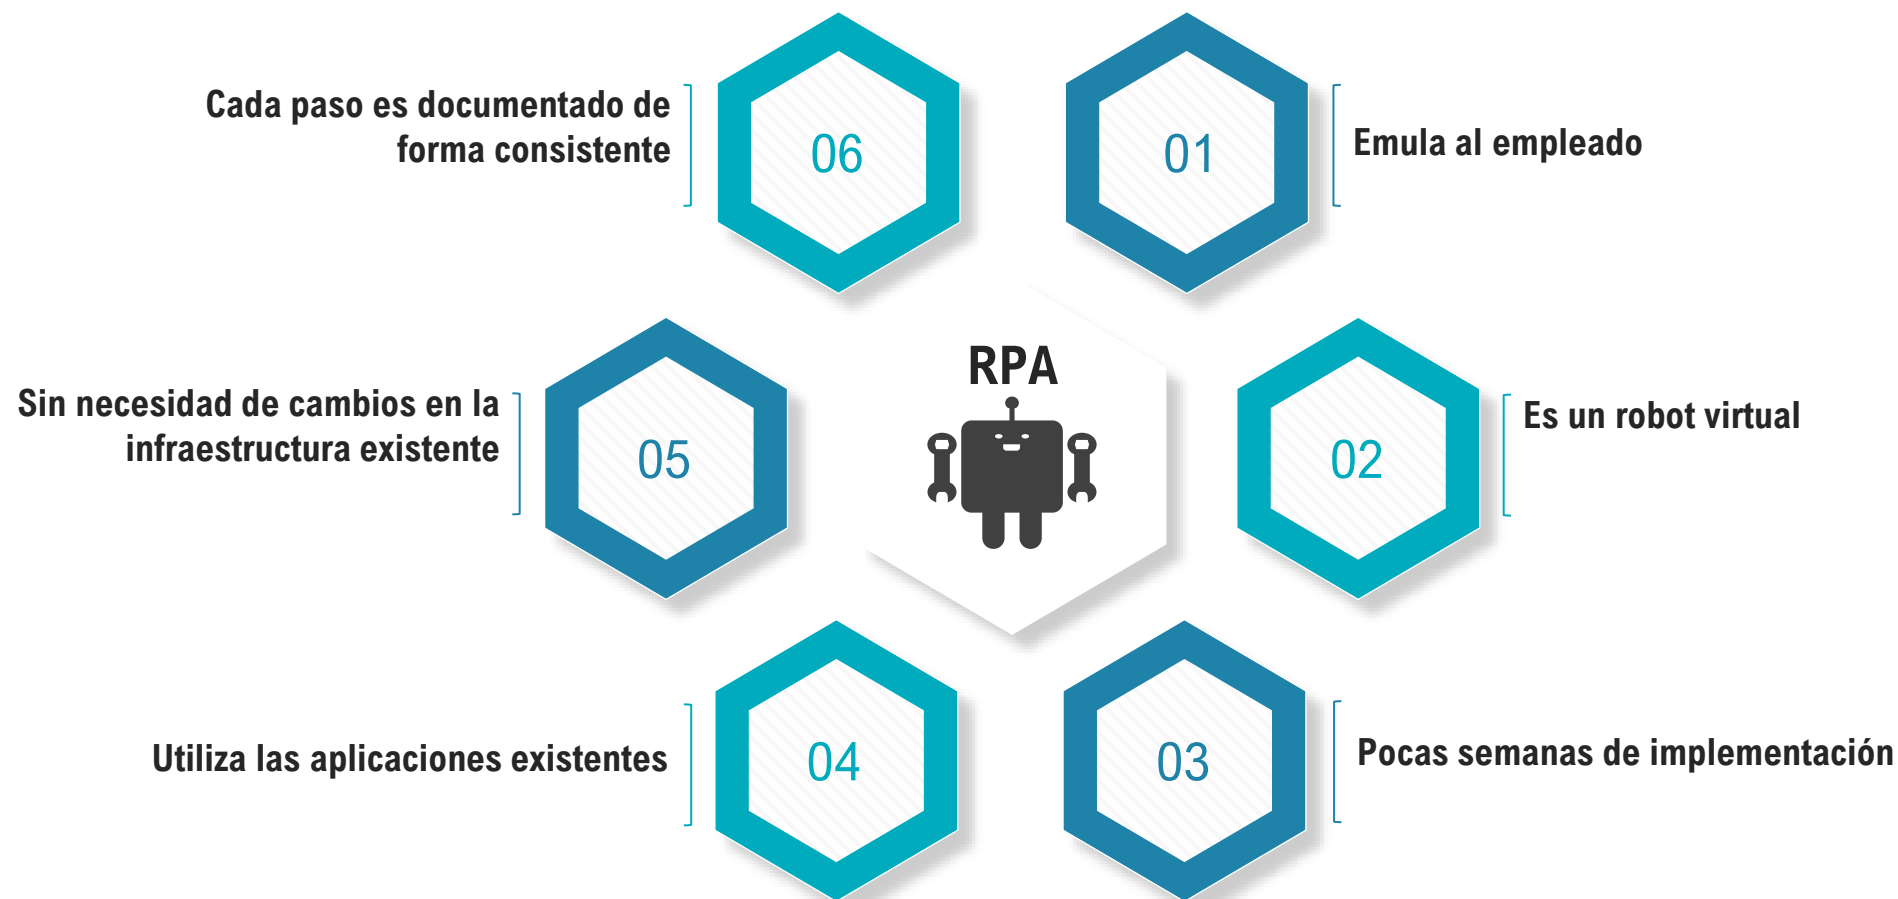 RPA
01
Emula al empleado
02
Es un robot virtual
03
Pocas semanas de implementación
04
Utiliza las aplicaciones existentes
05
Sin necesidad de cambios en la
infraestructura existente
06
Cada paso es documentado de
forma consistente